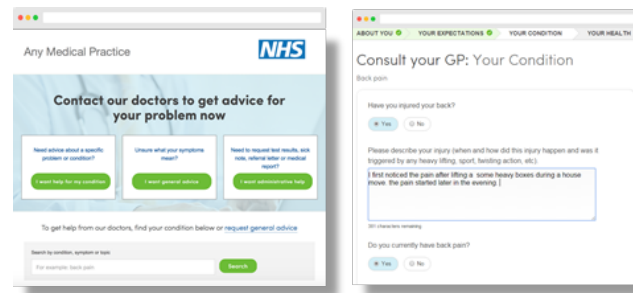 Any Medical Practice
NHS
Contact our doctors to get advice for
your problem now
Need advice about a specific
problem or condition?
I want help for my condition
Unsure what your symptoms
mean?
I want general advice
Need to request test results, sick
note, referral letter or medical
report?
I want administrative help
To get help from our doctors, find your condition below or request general advice
Search by condition, symptom or topic
For example: back pain
Search
ABOUT YOU
YOUR EXPECTATIONS
YOUR CONDITION
YOUR HEALTH
Consult your GP: Your Condition
Back pain
Have you injured your back?
Yes
No
Please describe your injury (when and how did this injury happen and was it
triggered by any heavy lifting, sport, twisting action, etc).
I first noticed the pain after lifting a some heavy boxes during a house
move. the pain started later in the evening.
characters remaining
Do you currently have back pain?
Yes
No